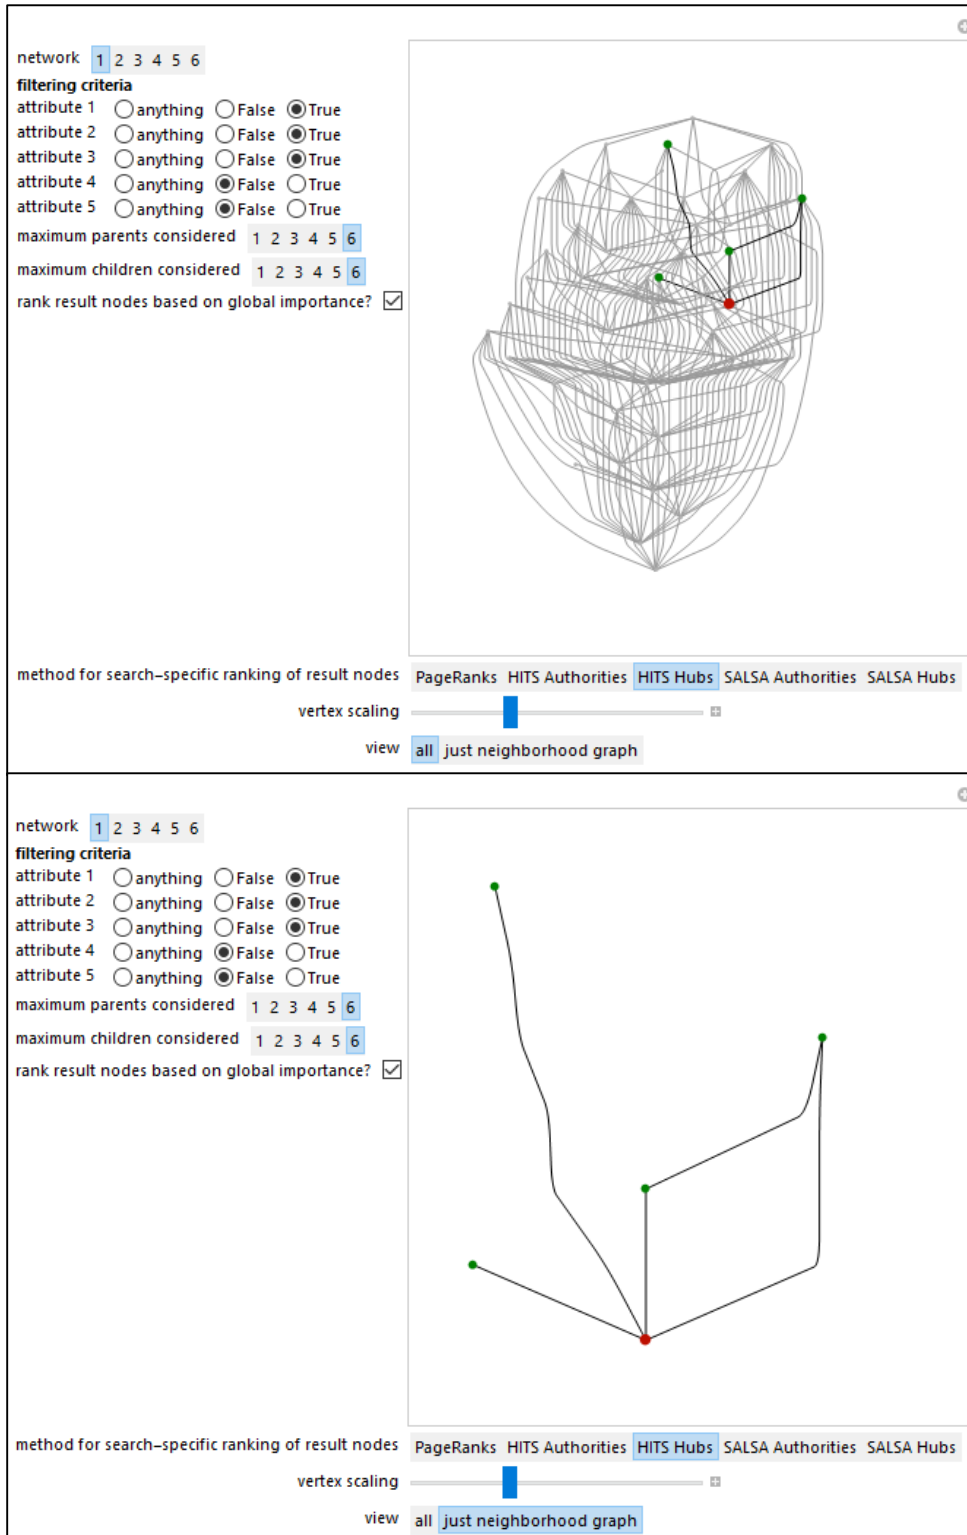 network 1 2 3 4 5 6
filtering criteria
attribute 1 anything False True
attribute 2 anything False True
attribute 3 anything False True
attribute 4 anything False True
attribute 5 anything False True
maximum parents considered 1 2 3 4 5 6
maximum children considered 1 2 3 4 5 6
rank result nodes based on global importance?
method for search-specific ranking of result nodes PageRanks HITS Authorities HITS Hubs SALSA Authorities SALSA Hubs
vertex scaling
view all just neighborhood graph
network 1 2 3 4 5 6
filtering criteria
attribute 1 anything False True
attribute 2 anything False True
attribute 3 anything False True
attribute 4 anything False True
attribute 5 anything False True
maximum parents considered 1 2 3 4 5 6
maximum children considered 1 2 3 4 5 6
rank result nodes based on global importance?
method for search-specific ranking of result nodes PageRanks HITS Authorities HITS Hubs SALSA Authorities SALSA Hubs
vertex scaling
view all just neighborhood graph